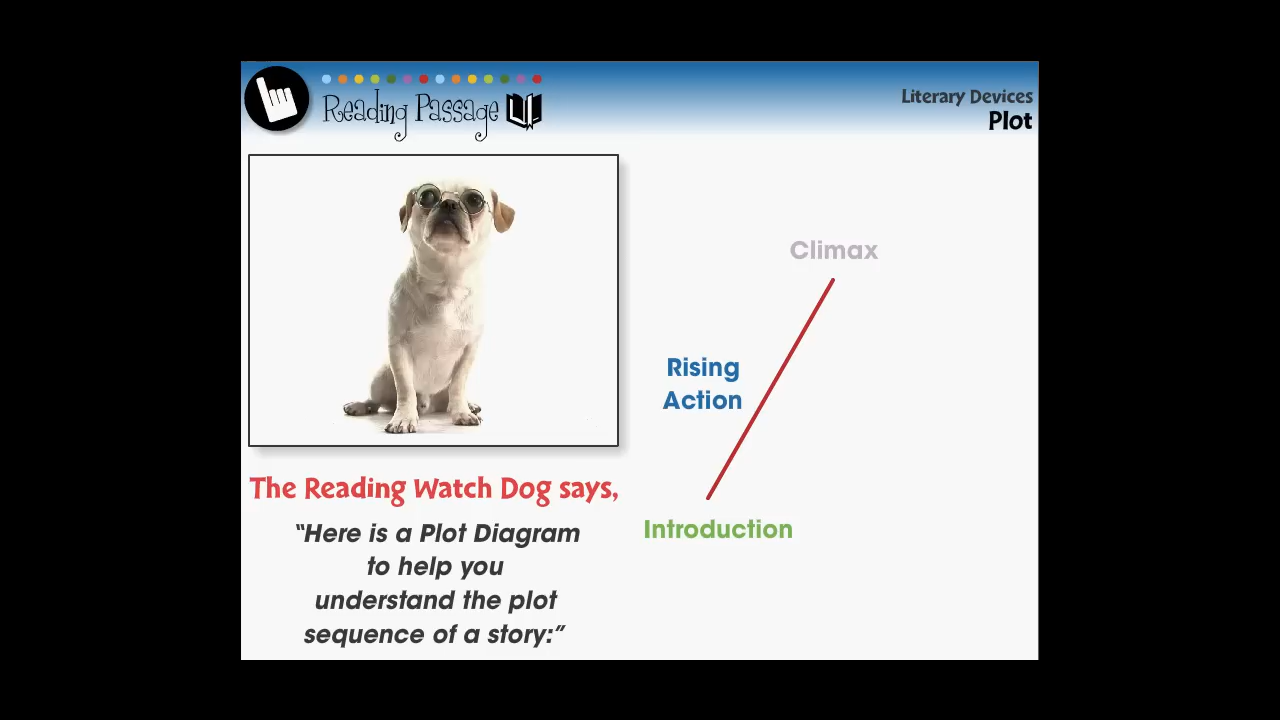 Reading Passage
Literary Devices
Plot
The Reading Watch Dog says,
“Here is a Plot Diagram
to help you
understand the plot
sequence of a story:”
Climax
Rising
Action
Introduction